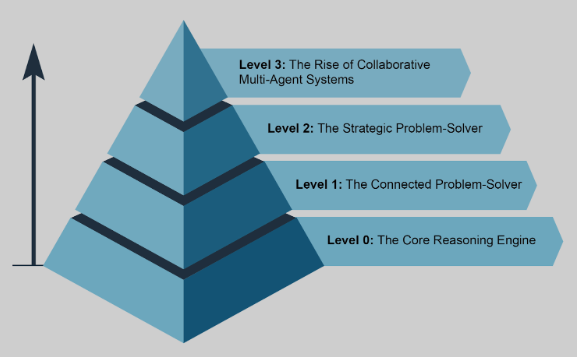 Level 3: The Rise of Collaborative
Multi-Agent Systems
Level 2: The Strategic Problem-Solver
Level 1: The Connected Problem-Solver
Level 0: The Core Reasoning Engine